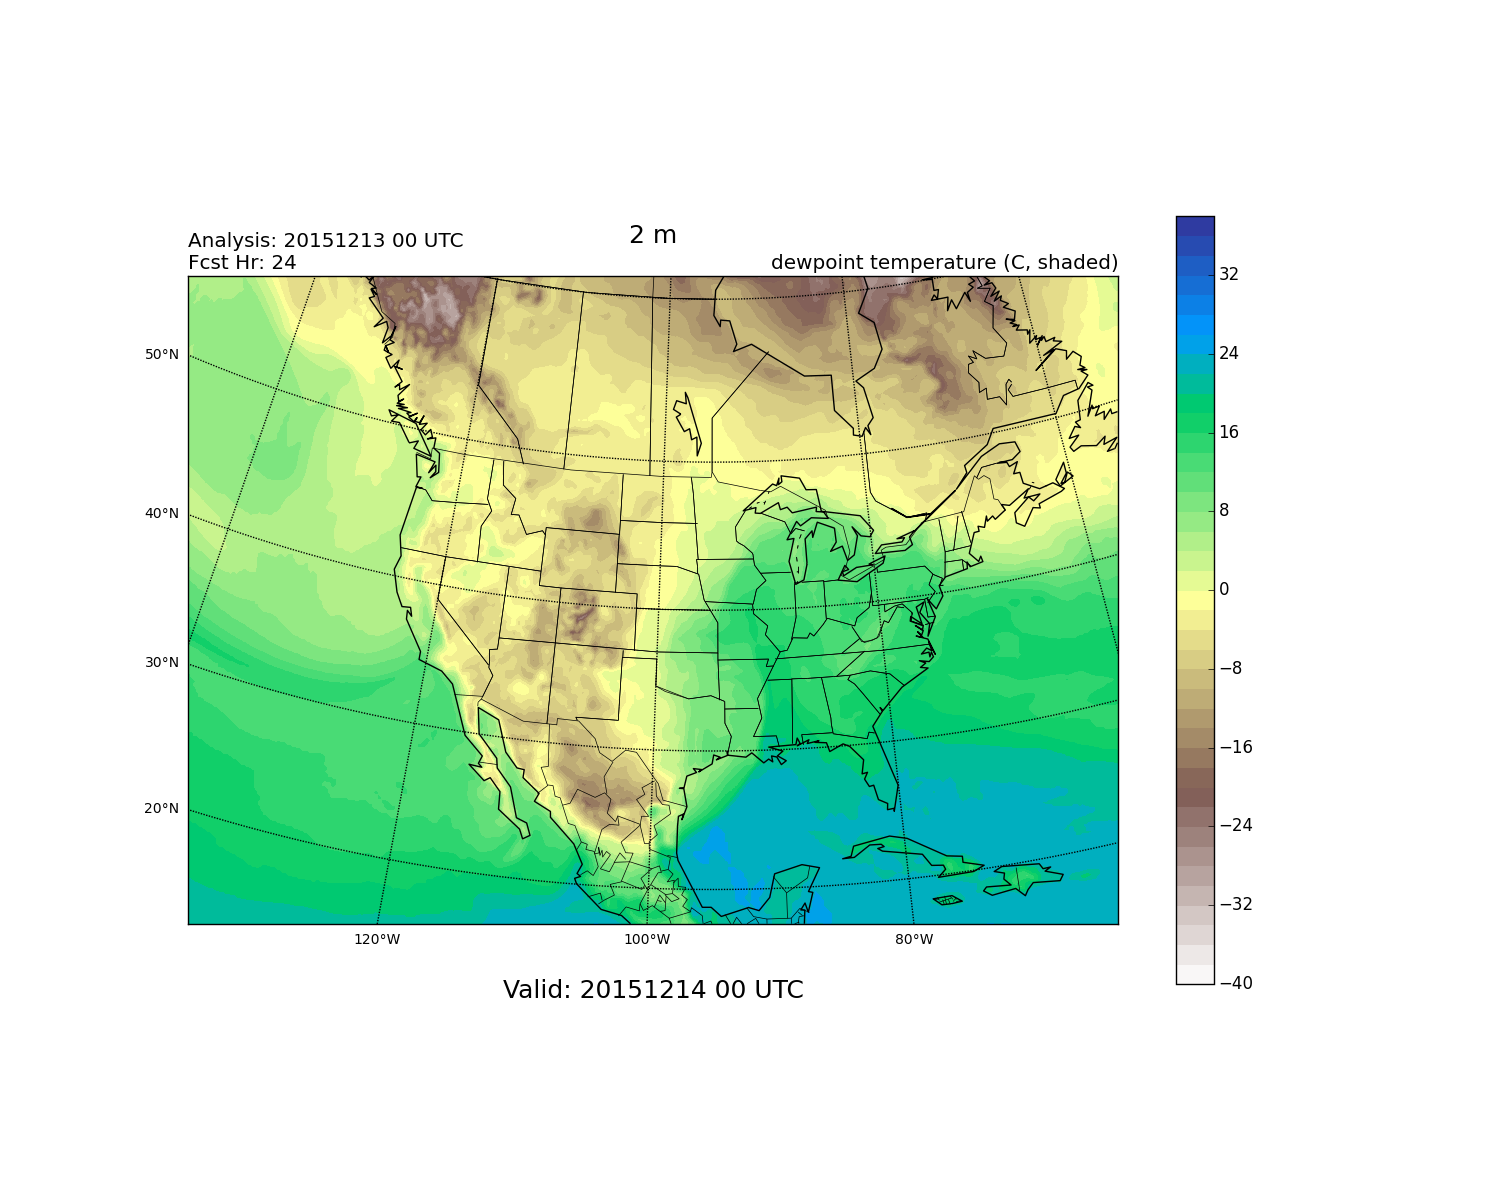 2 m
Analysis: 20151213 00 UTC
Fcst Hr: 24
dewpoint temperature (C, shaded)
50°N
40°N
30°N
20°N
120°W
100°W
80°W
32
24
16
8
0
−8
−16
−24
−32
−40
Valid: 20151214 00 UTC